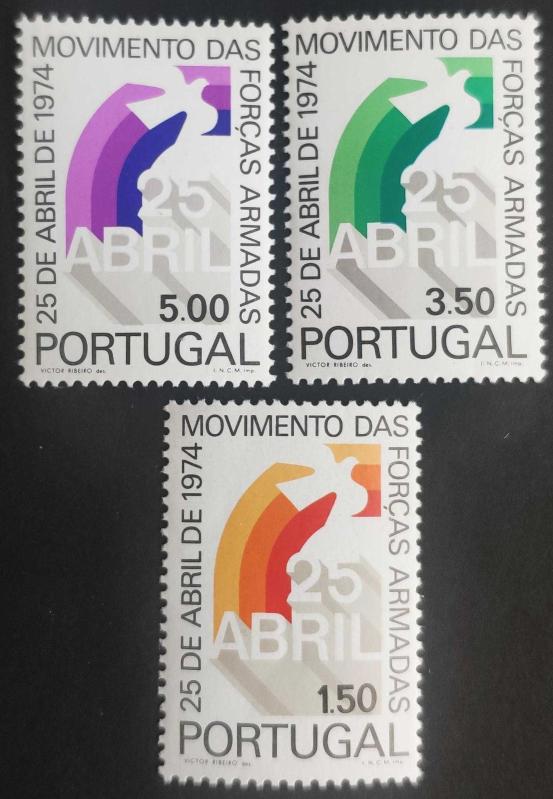 25 DE ABRIL DE 1974
MOVIMENTO DAS
FORÇAS ARMADAS
25
ABRIL
5.00
PORTUGAL
VICTOR RIBEIRO des. I.N.C.M. imp.
25 DE ABRIL DE 1974
MOVIMENTO DAS
FORÇAS ARMADAS
25
ABRIL
3.50
PORTUGAL
VICTOR RIBEIRO des. I.N.C.M. imp.
25 DE ABRIL DE 1974
MOVIMENTO DAS
FORÇAS ARMADAS
25
ABRIL
1.50
PORTUGAL
VICTOR RIBEIRO des. I.N.C.M. imp.